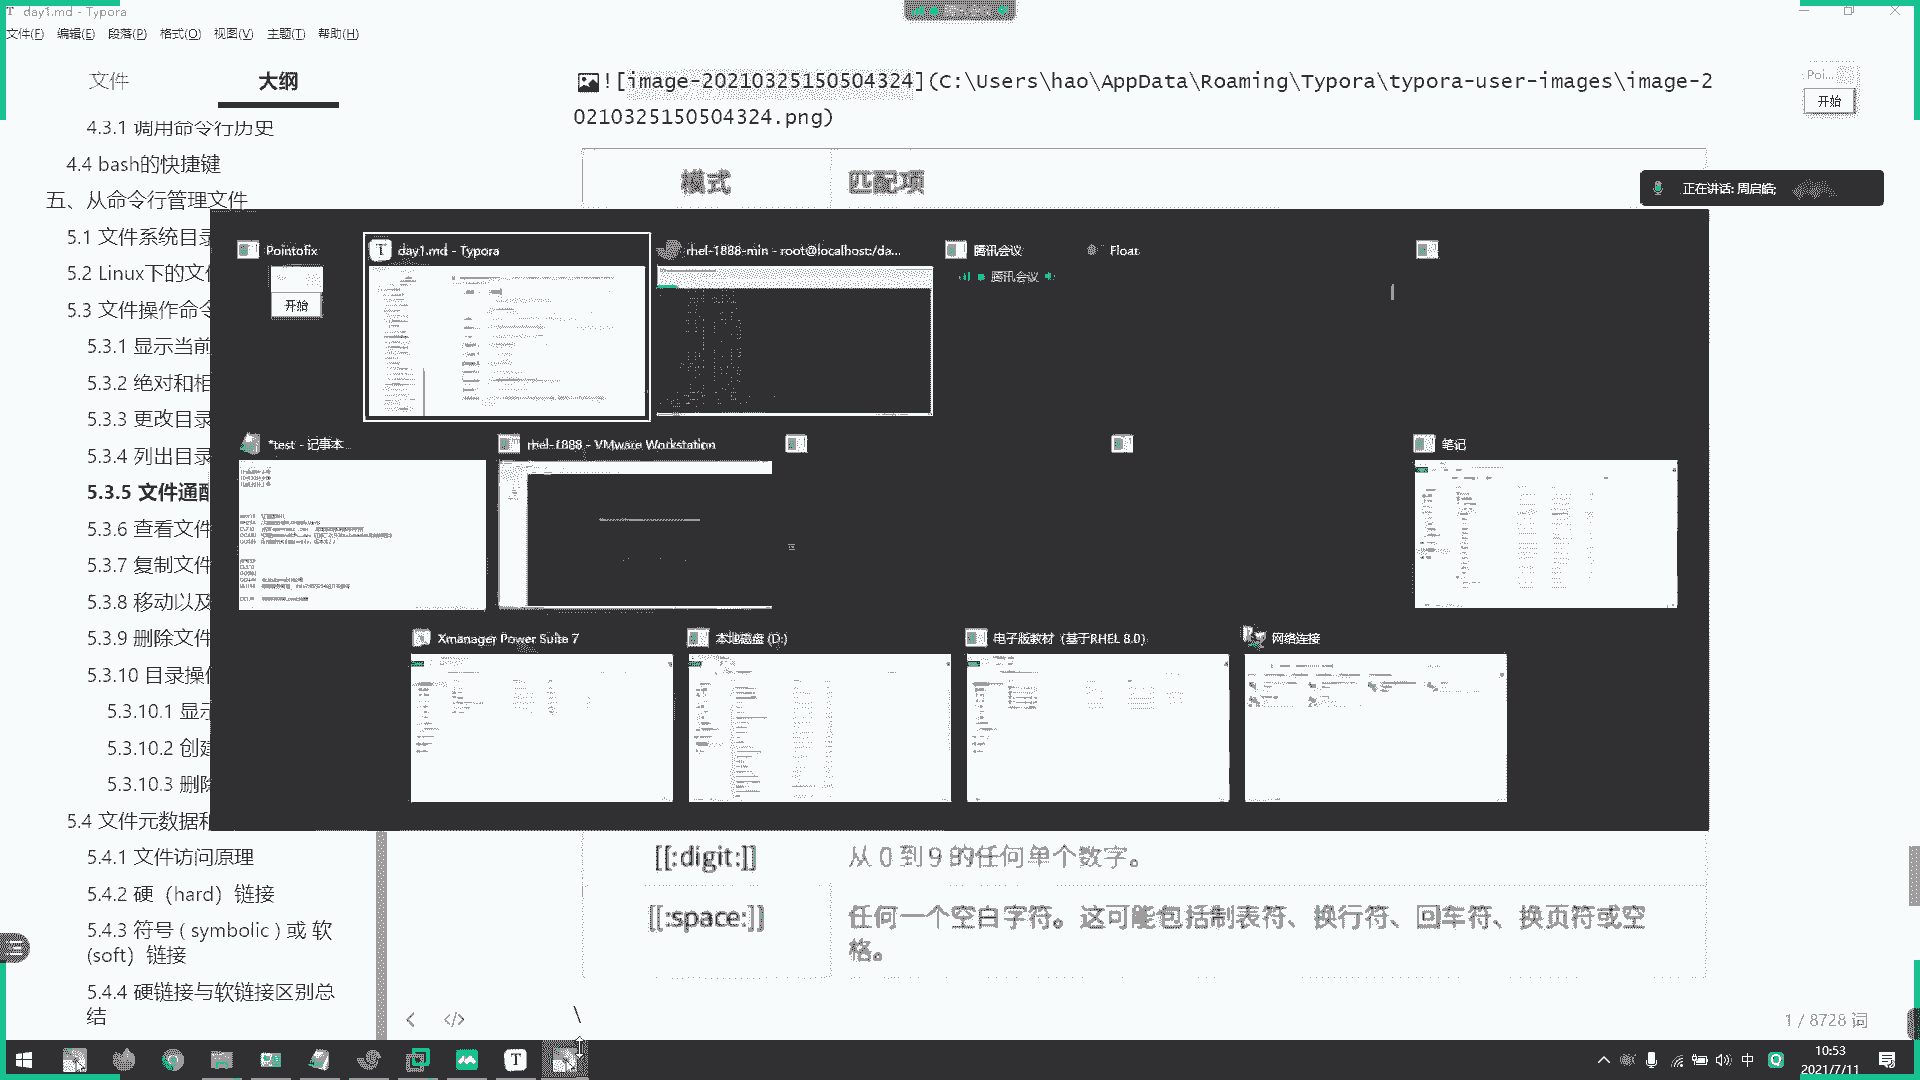 day1.md - Typora
文件(F) 编辑(E) 段落(P) 格式(O) 视图(V) 主题(T) 帮助(H)
文件 大纲
4.3.1 调用命令行历史
4.4 bash的快捷键
五、从命令行管理文件
5.1 文件系统目录
5.2 Linux下的文件
5.3 文件操作命令
5.3.1 显示当前
5.3.2 绝对和相
5.3.3 更改目录
5.3.4 列出目录
5.3.5 文件通配
5.3.6 查看文件
5.3.7 复制文件
5.3.8 移动以及
5.3.9 删除文件
5.3.10 目录操作
5.3.10.1 显示
5.3.10.2 创建
5.3.10.3 删除
5.4 文件元数据和
5.4.1 文件访问原理
5.4.2 硬（hard）链接
5.4.3 符号 ( symbolic ) 或 软
(soft）链接
5.4.4 硬链接与软链接区别总
结
![image-20210325150504324](C:\Users\hao\AppData\Roaming\Typora\typora-user-images\image-2
0210325150504324.png)
模式 匹配项
Poi...
开始
正在讲话: 周启皓;
Pointofix
开始
day1.md - Typora
rhel-1888-min - root@localhost:/da...
腾讯会议
腾讯会议
Float
*test - 记事本...
rhel-1888 - VMware Workstation
笔记
Xmanager Power Suite 7
本地磁盘 (D:)
电子版教材（基于RHEL 8.0）
网络连接
[[:digit:]] 从 0 到 9 的任何单个数字。
[[:space:]] 任何一个空白字符。这可能包括制表符、换行符、回车符、换页符或空
格。
\
1 / 8728 词
中
10:53
2021/7/11